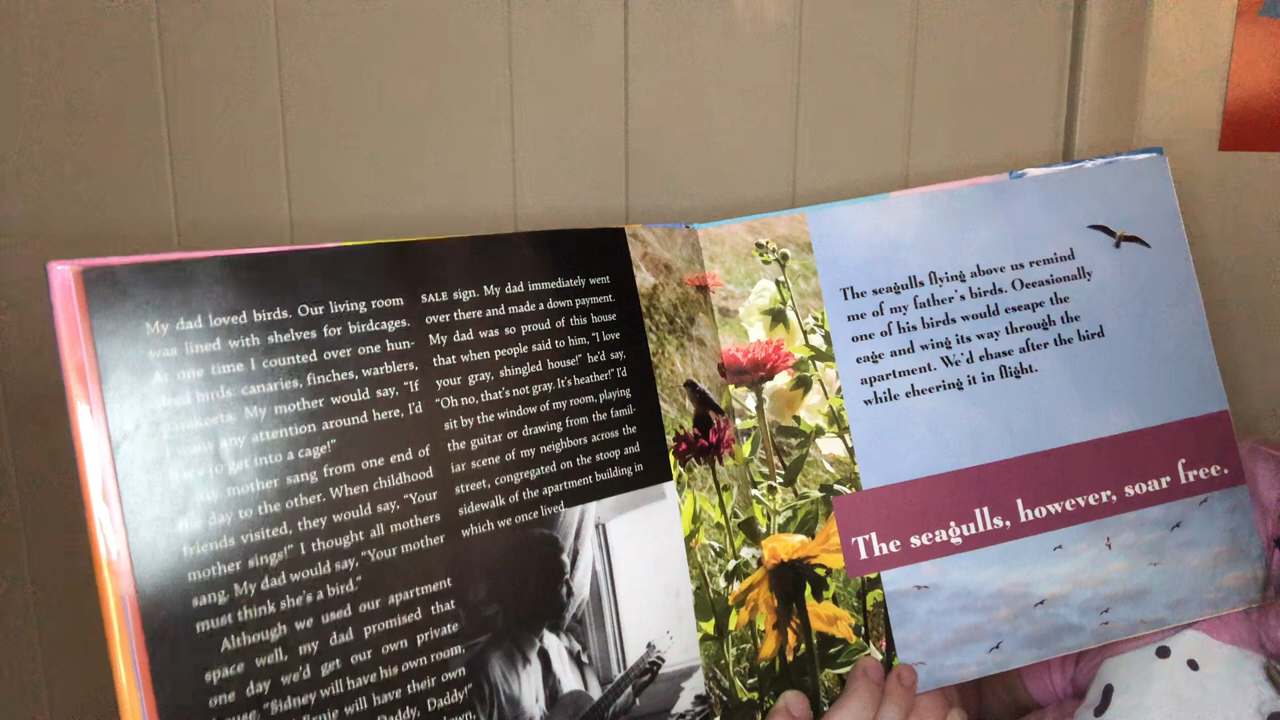 My dad loved birds. Our living room
was lined with shelves for birdcages.
At one time I counted over one hun-
birds: canaries, finches, warblers,
My mother would say, "If
any attention around here, I'd
to get into a cage!"
My mother sang from one end of
day to the other. When childhood
friends visited, they would say, "Your
mother sings!" I thought all mothers
sang. My dad would say, "Your mother
must think she's a bird."
Although we used our apartment
space well, my dad promised that
one day we'd get our own private
"Sidney will have his own room,
will have their own
Daddy, Daddy!"
SALE sign. My dad immediately went
over there and made a down payment.
My dad was so proud of this house
that when people said to him, "I love
your gray, shingled house!" he'd say,
"Oh no, that's not gray. It's heather!" I'd
sit by the window of my room, playing
the guitar or drawing from the famil-
iar scene of my neighbors across the
street, congregated on the stoop and
sidewalk of the apartment building in
which we once lived.
The seagulls flying above us remind
me of my father's birds. Occasionally
one of his birds would escape the
cage and wing its way through the
apartment. We'd chase after the bird
while cheering it in flight.
The seagulls, however, soar free.